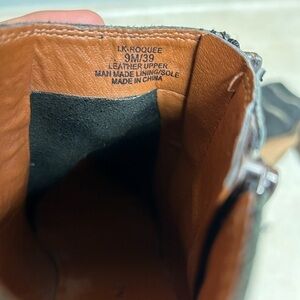 LK-ROQUEE
9M/39
LEATHER UPPER
MAN MADE LINING/SOLE
MADE IN CHINA